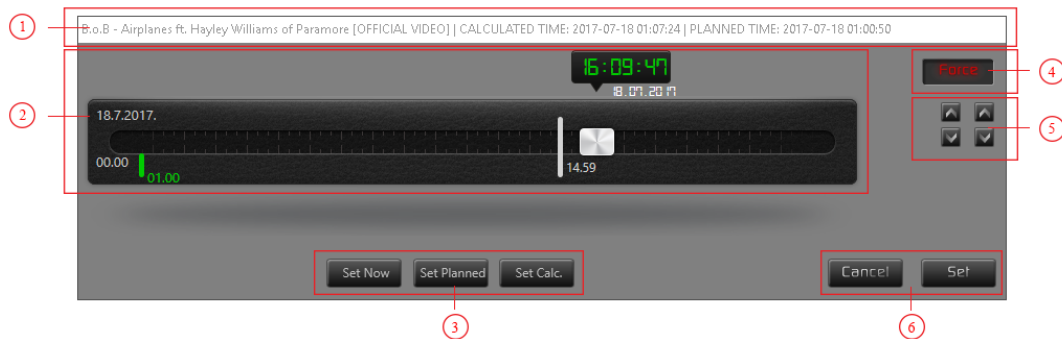 1
B.o.B - Airplanes ft. Hayley Williams of Paramore [OFFICIAL VIDEO] | CALCULATED TIME: 2017-07-18 01:07:24 | PLANNED TIME: 2017-07-18 01:00:50
16:09:47
18.07.2017
Force
4
2
18.7.2017.
5
00.00
01.00
14.59
Set Now
Set Planned
Set Calc.
Cancel
Set
3
6